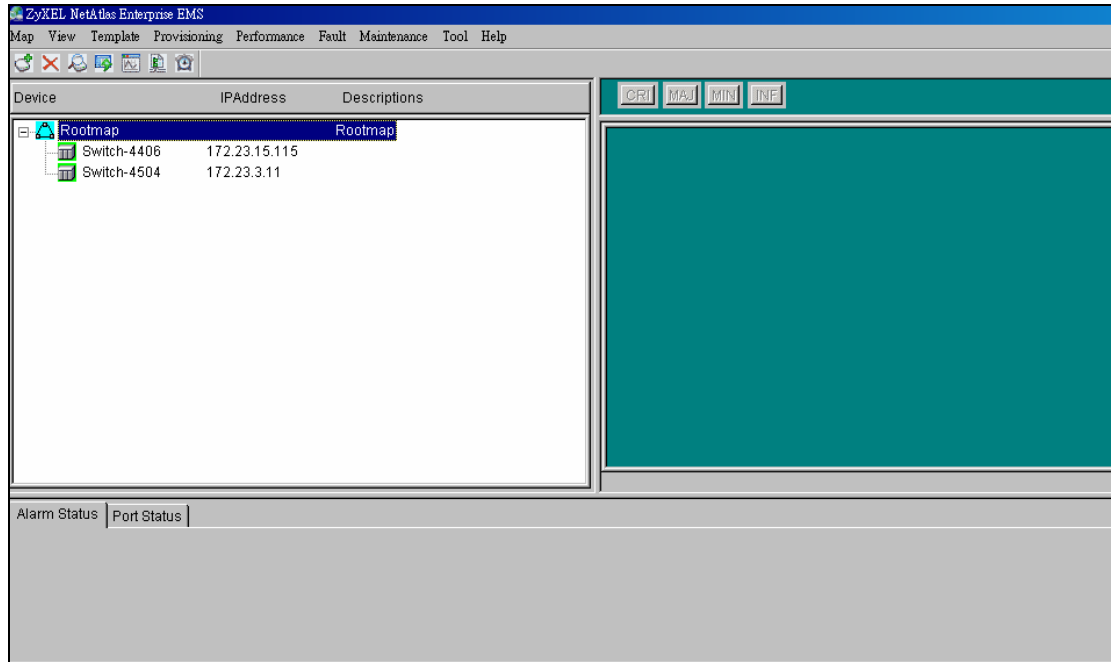 ZyXEL NetAtlas Enterprise EMS
Map View Template Provisioning Performance Fault Maintenance Tool Help
Device IPAddress Descriptions
CRI MAJ MIN INF
Rootmap Rootmap
Switch-4406 172.23.15.115
Switch-4504 172.23.3.11
Alarm Status Port Status